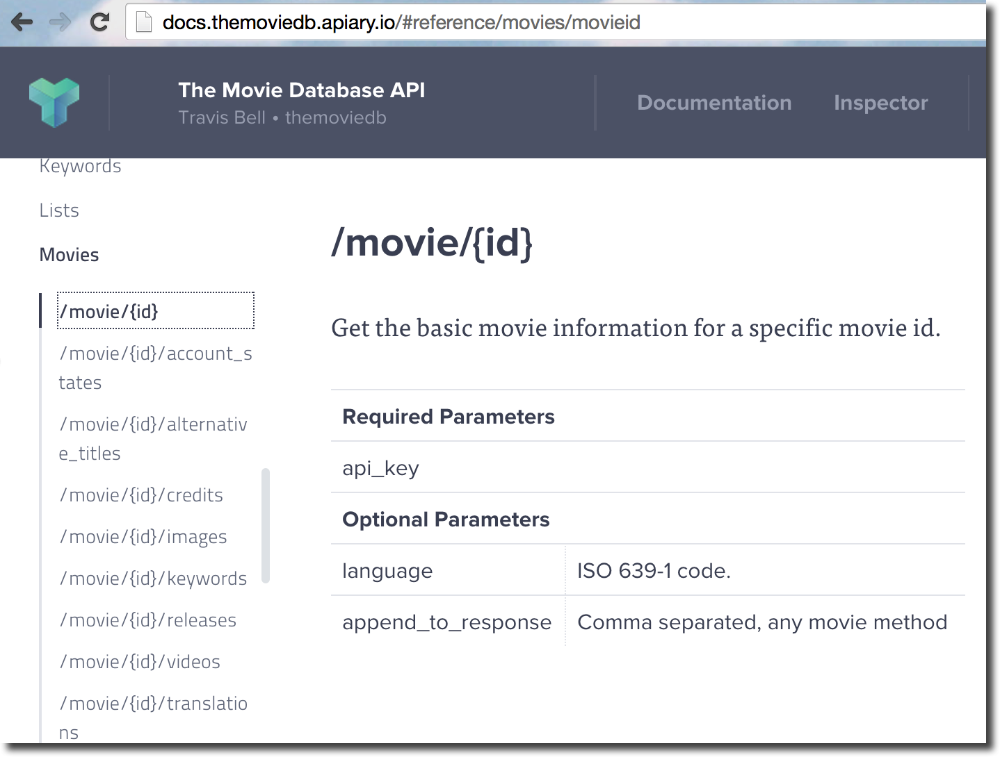 docs.themoviedb.apiary.io/#reference/movies/movieid
The Movie Database API
Travis Bell • themoviedb
Documentation
Inspector
Keywords
Lists
Movies
/movie/{id}
/movie/{id}/account_s
tates
/movie/{id}/alternativ
e_titles
/movie/{id}/credits
/movie/{id}/images
/movie/{id}/keywords
/movie/{id}/releases
/movie/{id}/videos
/movie/{id}/translatio
ns
/movie/{id}
Get the basic movie information for a specific movie id.
Required Parameters
api_key
Optional Parameters
language ISO 639-1 code.
append_to_response Comma separated, any movie method